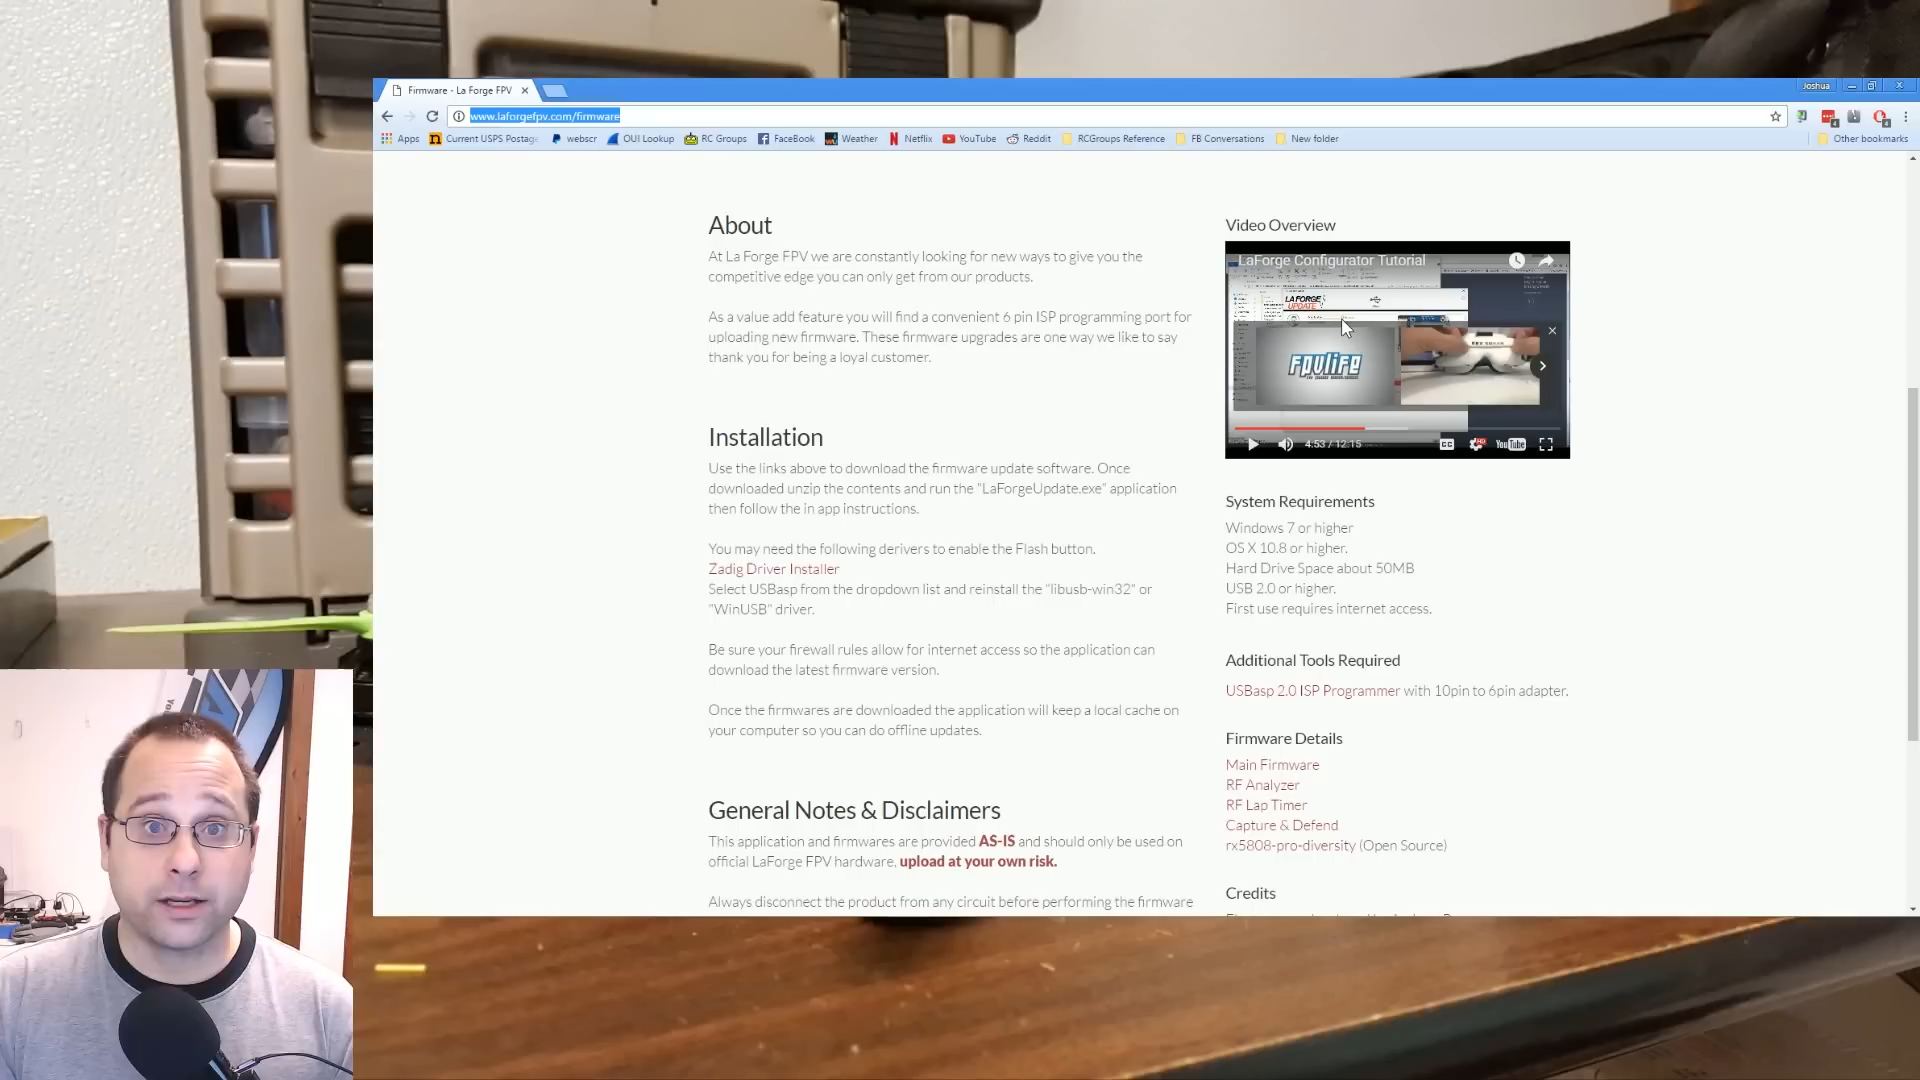 Firmware - La Forge FPV
Joshua
www.laforgefpv.com/firmware
Apps
Current USPS Postage
webscr
OUI Lookup
RC Groups
FaceBook
Weather
Netflix
YouTube
Reddit
RCGroups Reference
FB Conversations
New folder
Other bookmarks
About
At La Forge FPV we are constantly looking for new ways to give you the
competitive edge you can only get from our products.
As a value add feature you will find a convenient 6 pin ISP programming port for
uploading new firmware. These firmware upgrades are one way we like to say
thank you for being a loyal customer.
Installation
Use the links above to download the firmware update software. Once
downloaded unzip the contents and run the "LaForgeUpdate.exe" application
then follow the in app instructions.
You may need the following derivers to enable the Flash button.
Zadig Driver Installer
Select USBasp from the dropdown list and reinstall the "libusb-win32" or
"WinUSB" driver.
Be sure your firewall rules allow for internet access so the application can
download the latest firmware version.
Once the firmwares are downloaded the application will keep a local cache on
your computer so you can do offline updates.
General Notes & Disclaimers
This application and firmwares are provided AS-IS and should only be used on
official LaForge FPV hardware, upload at your own risk.
Always disconnect the product from any circuit before performing the firmware
Video Overview
LaForge Configurator Tutorial
LA FORGE
UPDATE
FPVLIFE
4:53 / 12:15
CC
HD
YouTube
System Requirements
Windows 7 or higher
OS X 10.8 or higher.
Hard Drive Space about 50MB
USB 2.0 or higher.
First use requires internet access.
Additional Tools Required
USBasp 2.0 ISP Programmer with 10pin to 6pin adapter.
Firmware Details
Main Firmware
RF Analyzer
RF Lap Timer
Capture & Defend
rx5808-pro-diversity (Open Source)
Credits